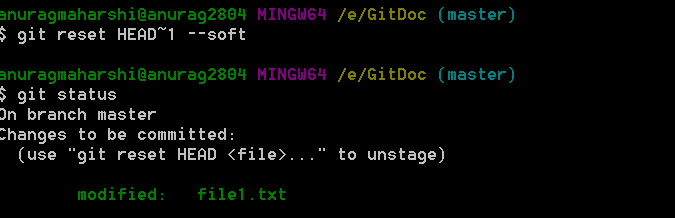 anuragmaharshi@anurag2804 MINGW64 /e/GitDoc (master)
$ git reset HEAD~1 --soft
anuragmaharshi@anurag2804 MINGW64 /e/GitDoc (master)
$ git status
On branch master
Changes to be committed:
  (use "git reset HEAD <file>..." to unstage)
        modified:   file1.txt